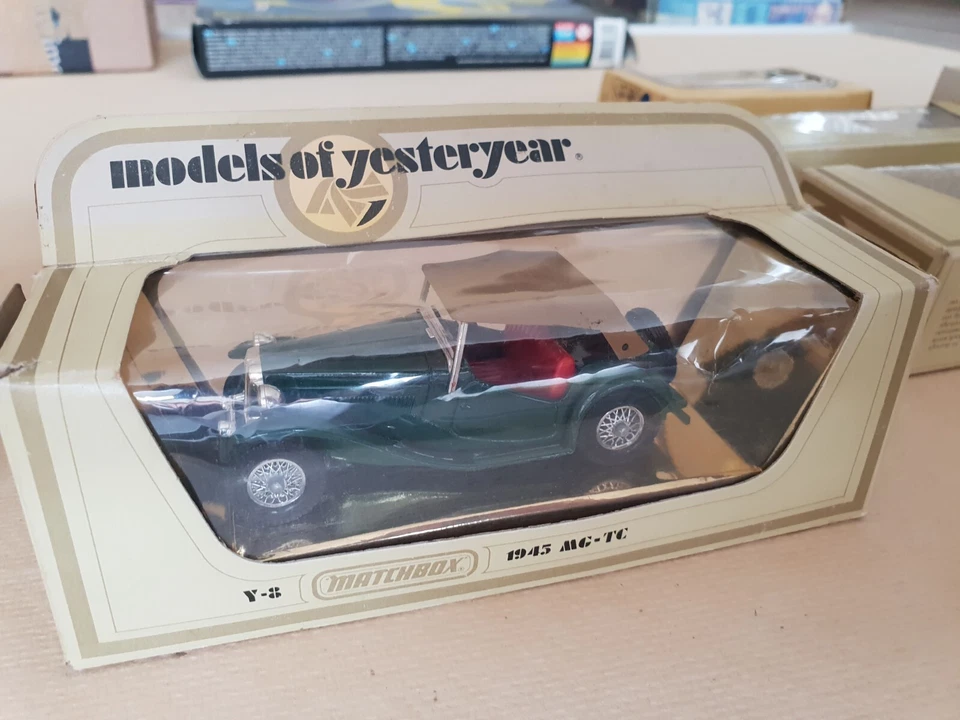 models of yesteryear®
Y-8 MATCHBOX® 1945 MG-TC